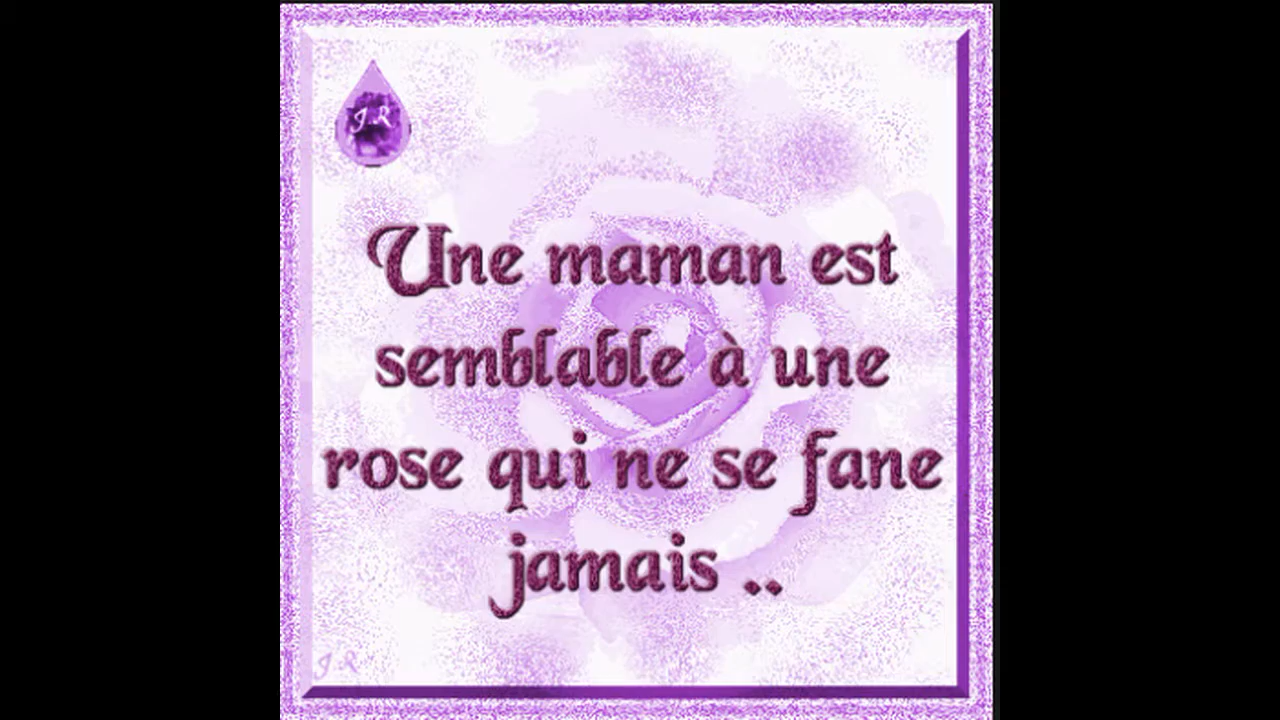 J.R
Une maman est
semblable à une
rose qui ne se fane
jamais ..
J.R